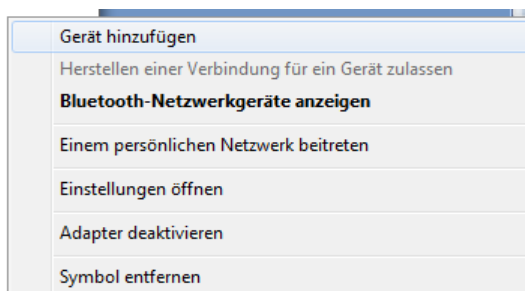 Gerät hinzufügen
Herstellen einer Verbindung für ein Gerät zulassen
Bluetooth-Netzwerkgeräte anzeigen
Einem persönlichen Netzwerk beitreten
Einstellungen öffnen
Adapter deaktivieren
Symbol entfernen